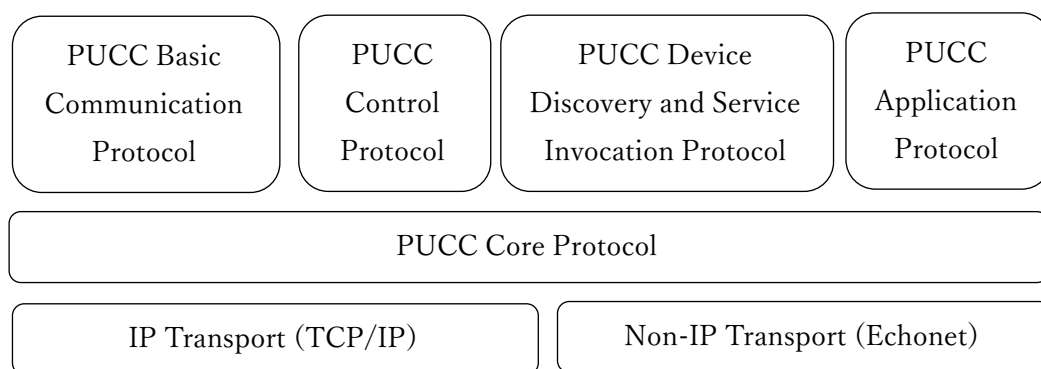 PUCC Basic
Communication
Protocol
PUCC
Control
Protocol
PUCC Device
Discovery and Service
Invocation Protocol
PUCC
Application
Protocol
PUCC Core Protocol
IP Transport (TCP/IP)
Non-IP Transport (Echonet)